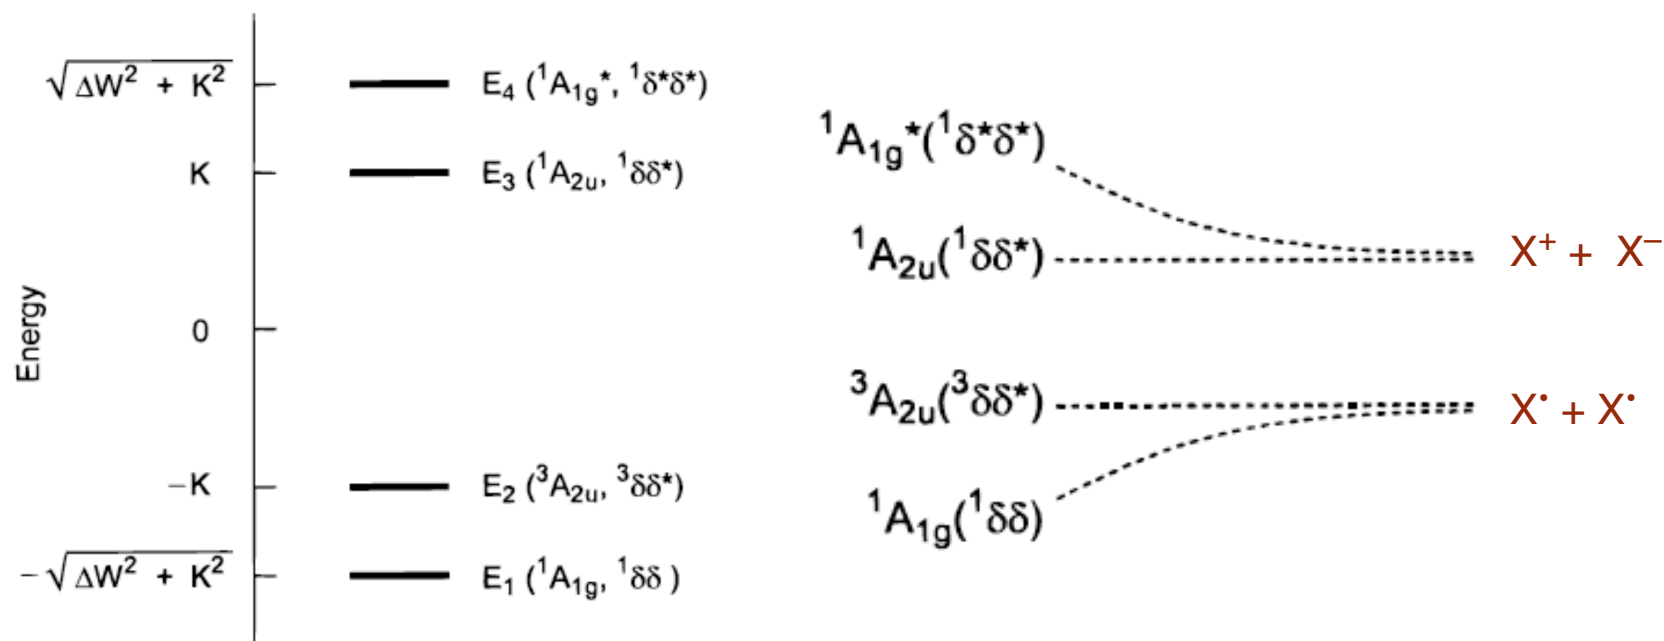 √ΔW² + K²
E₄ (¹A₁g*, ¹δ*δ*)
K
E₃ (¹A₂u, ¹δδ*)
0
Energy
−K
E₂ (³A₂u, ³δδ*)
−√ΔW² + K²
E₁ (¹A₁g, ¹δδ )
¹A₁g*(¹δ*δ*)
¹A₂u(¹δδ*)
X⁺ + X⁻
³A₂u(³δδ*)
X• + X•
¹A₁g(¹δδ)